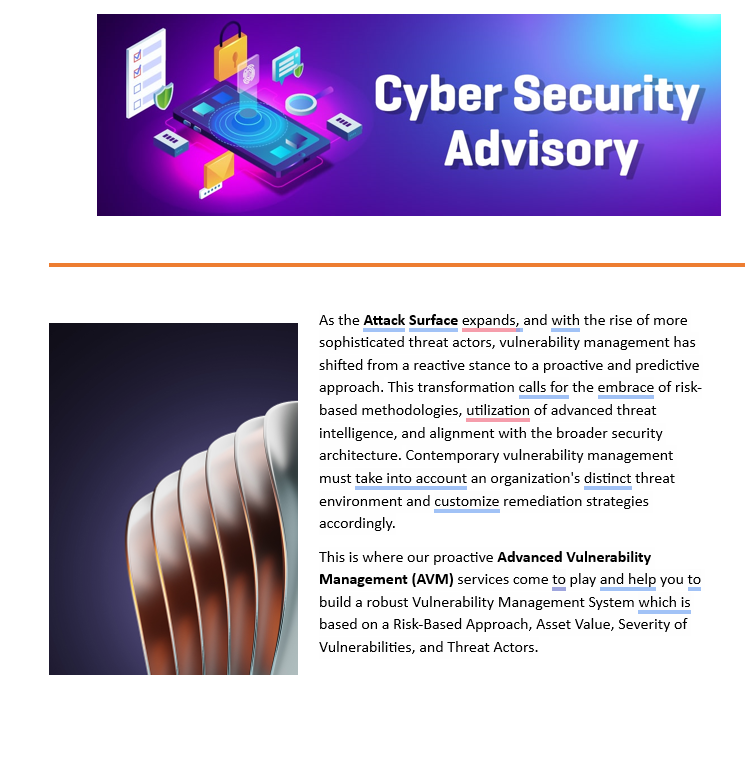 Cyber Security
Advisory
As the Attack Surface expands, and with the rise of more
sophisticated threat actors, vulnerability management has
shifted from a reactive stance to a proactive and predictive
approach. This transformation calls for the embrace of risk-
based methodologies, utilization of advanced threat
intelligence, and alignment with the broader security
architecture. Contemporary vulnerability management
must take into account an organization's distinct threat
environment and customize remediation strategies
accordingly.
This is where our proactive Advanced Vulnerability
Management (AVM) services come to play and help you to
build a robust Vulnerability Management System which is
based on a Risk-Based Approach, Asset Value, Severity of
Vulnerabilities, and Threat Actors.